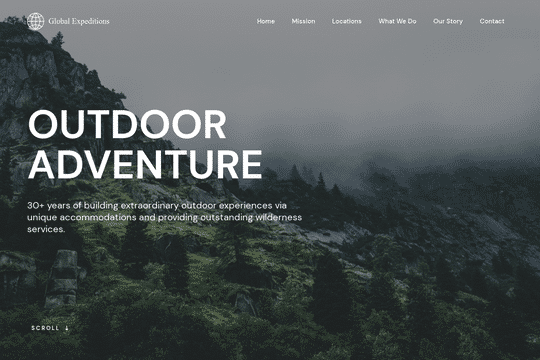 Global Expeditions
Home Mission Locations What We Do Our Story Contact
OUTDOOR
ADVENTURE
30+ years of building extraordinary outdoor experiences via
unique accommodations and providing outstanding wilderness
services.
SCROLL ↓